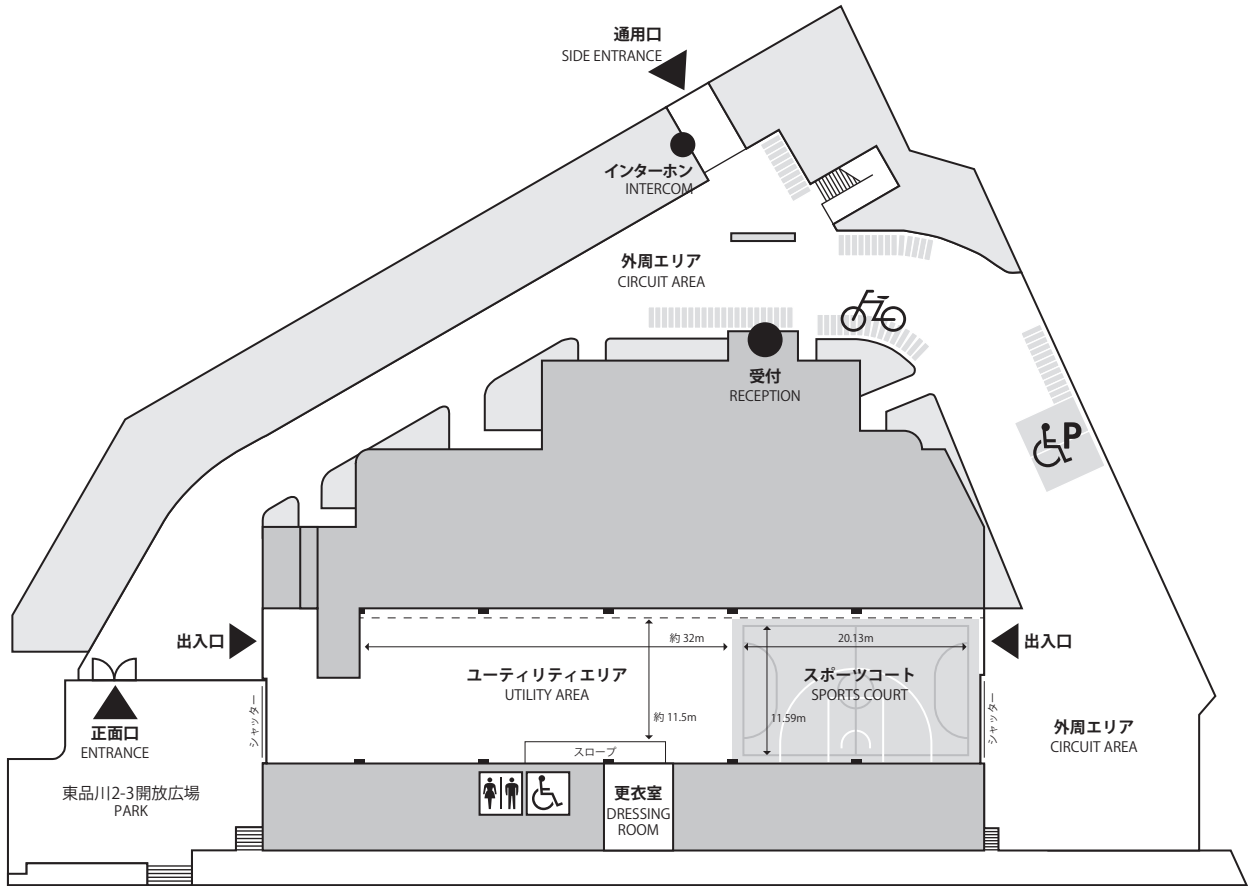 通用口
SIDE ENTRANCE
インターホン
INTERCOM
外周エリア
CIRCUIT AREA
受付
RECEPTION
P
出入口
約 32m
20.13m
出入口
ユーティリティエリア
UTILITY AREA
スポーツコート
SPORTS COURT
約 11.5m
11.59m
シャッター
シャッター
正面口
ENTRANCE
外周エリア
CIRCUIT AREA
スロープ
東品川2-3開放広場
PARK
更衣室
DRESSING
ROOM